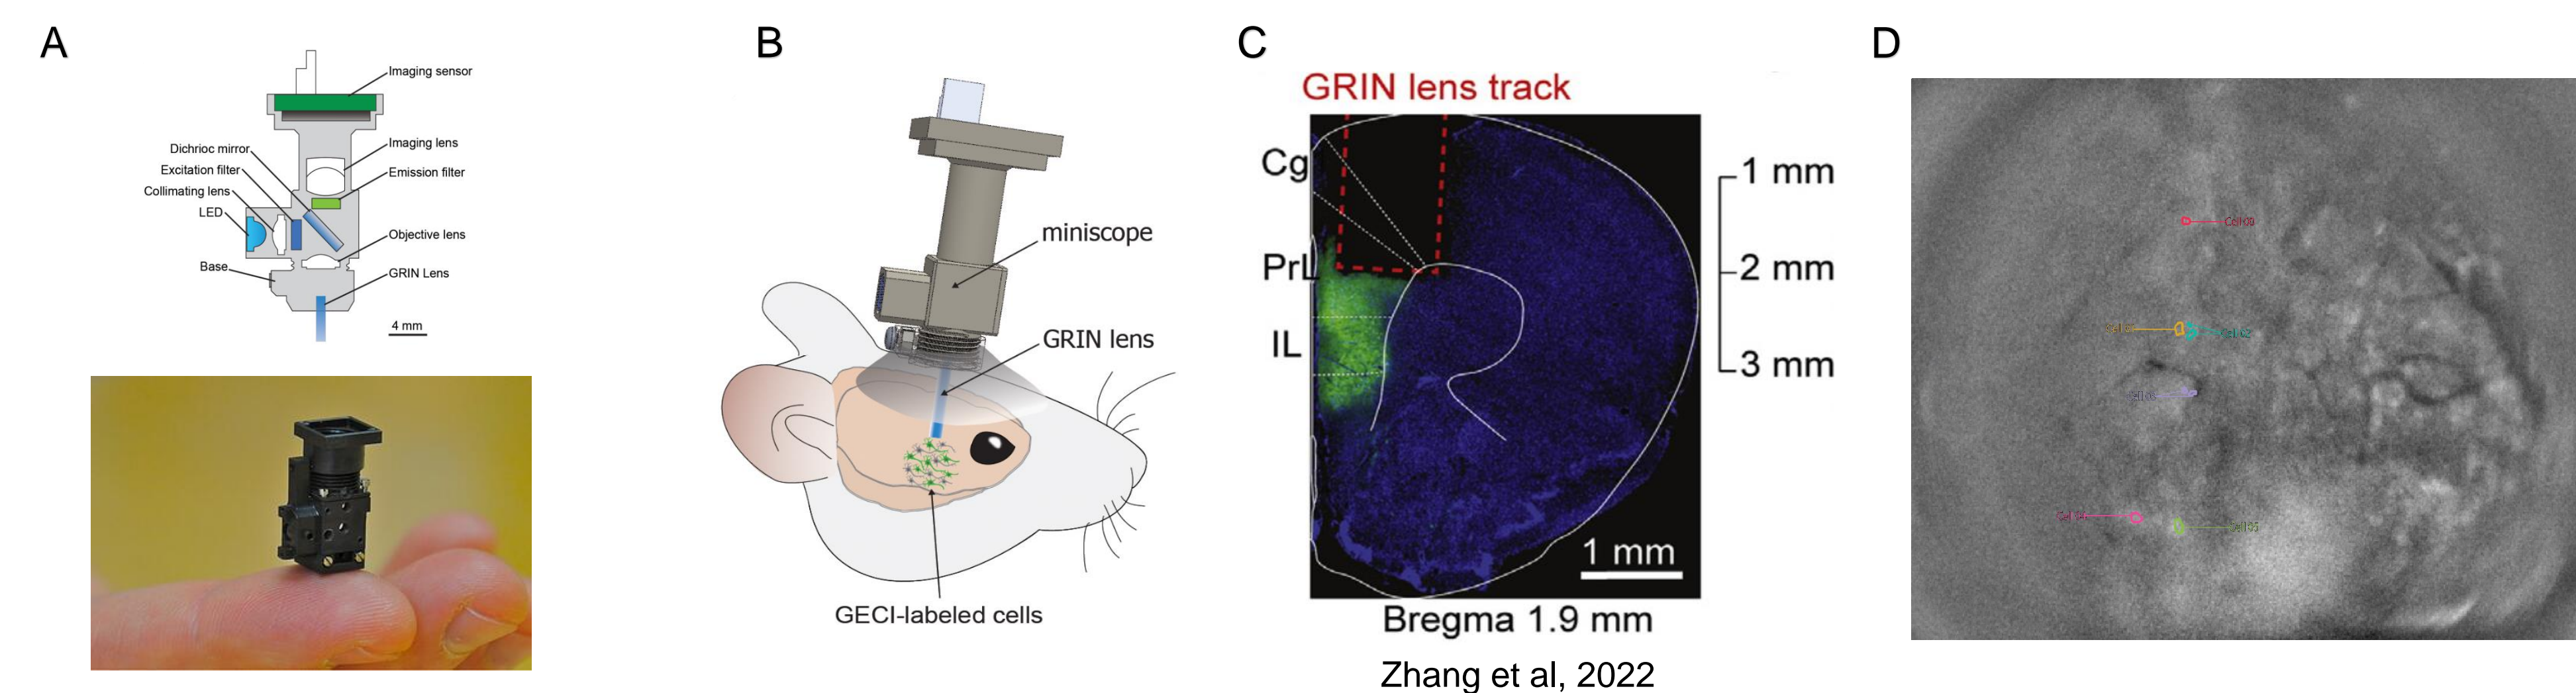 A
Imaging sensor
Imaging lens
Dichrioc mirror
Excitation filter
Emission filter
Collimating lens
LED
Objective lens
Base
GRIN Lens
4 mm
B
miniscope
GRIN lens
GECI-labeled cells
C
GRIN lens track
Cg
PrL
IL
1 mm
2 mm
3 mm
1 mm
Bregma 1.9 mm
Zhang et al, 2022
D